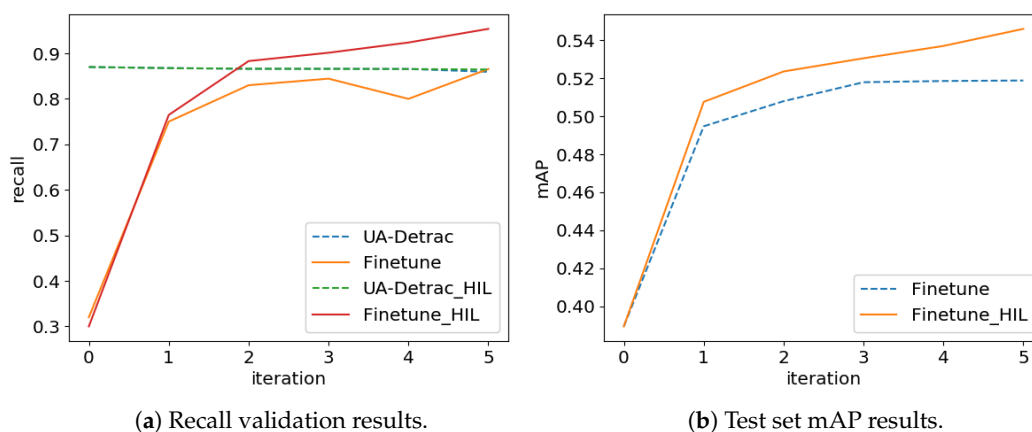 0.9
0.8
0.7
0.6
0.5
0.4
0.3
recall
0 1 2 3 4 5
iteration
UA-Detrac
Finetune
UA-Detrac_HIL
Finetune_HIL
(a) Recall validation results.
0.54
0.52
0.50
0.48
0.46
0.44
0.42
0.40
mAP
0 1 2 3 4 5
iteration
Finetune
Finetune_HIL
(b) Test set mAP results.